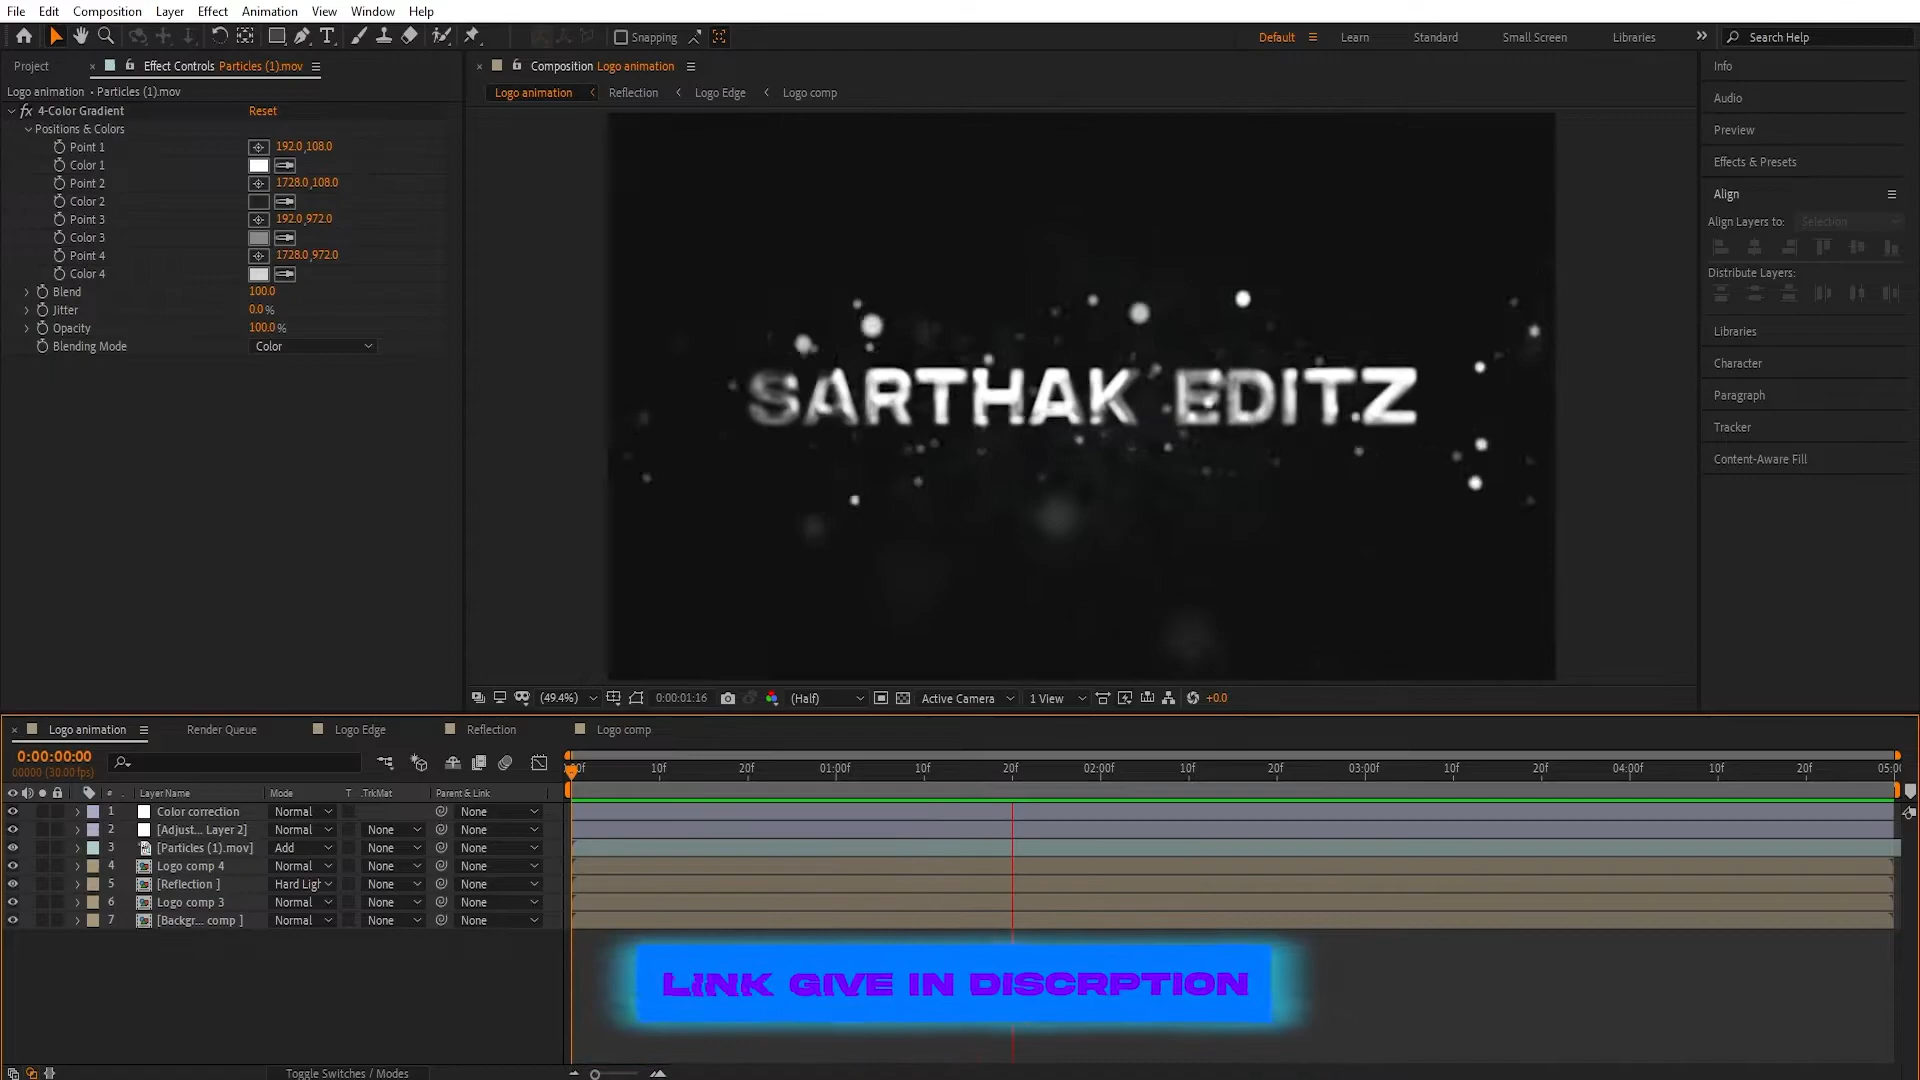 File Edit Composition Layer Effect Animation View Window Help
Snapping Default Learn Standard Small Screen Libraries Search Help
Project Effect Controls Particles (1).mov
Logo animation • Particles (1).mov
fx 4-Color Gradient Reset
Positions & Colors
Point 1 192.0,108.0
Color 1
Point 2 1728.0,108.0
Color 2
Point 3 192.0,972.0
Color 3
Point 4 1728.0,972.0
Color 4
Blend 100.0
Jitter 0.0 %
Opacity 100.0 %
Blending Mode Color
Composition Logo animation
Logo animation Reflection Logo Edge Logo comp
SARTHAK EDITZ
(49.4%) 0:00:01:16 (Half) Active Camera 1 View +0.0
Info
Audio
Preview
Effects & Presets
Align
Align Layers to: Selection
Distribute Layers:
Libraries
Character
Paragraph
Tracker
Content-Aware Fill
Logo animation Render Queue Logo Edge Reflection Logo comp
0:00:00:00
00000 (30.00 fps)
10f 20f 01:00f 10f 20f 02:00f 10f 20f 03:00f 10f 20f 04:00f 10f 20f 05:0
# Layer Name Mode T .TrkMat Parent & Link
1 Color correction Normal None
2 [Adjust... Layer 2] Normal None None
3 [Particles (1).mov] Add None None
4 Logo comp 4 Normal None None
5 [Reflection ] Hard Ligh None None
6 Logo comp 3 Normal None None
7 [Backgr... comp ] Normal None None
LINK GIVE IN DISCRPTION
Toggle Switches / Modes